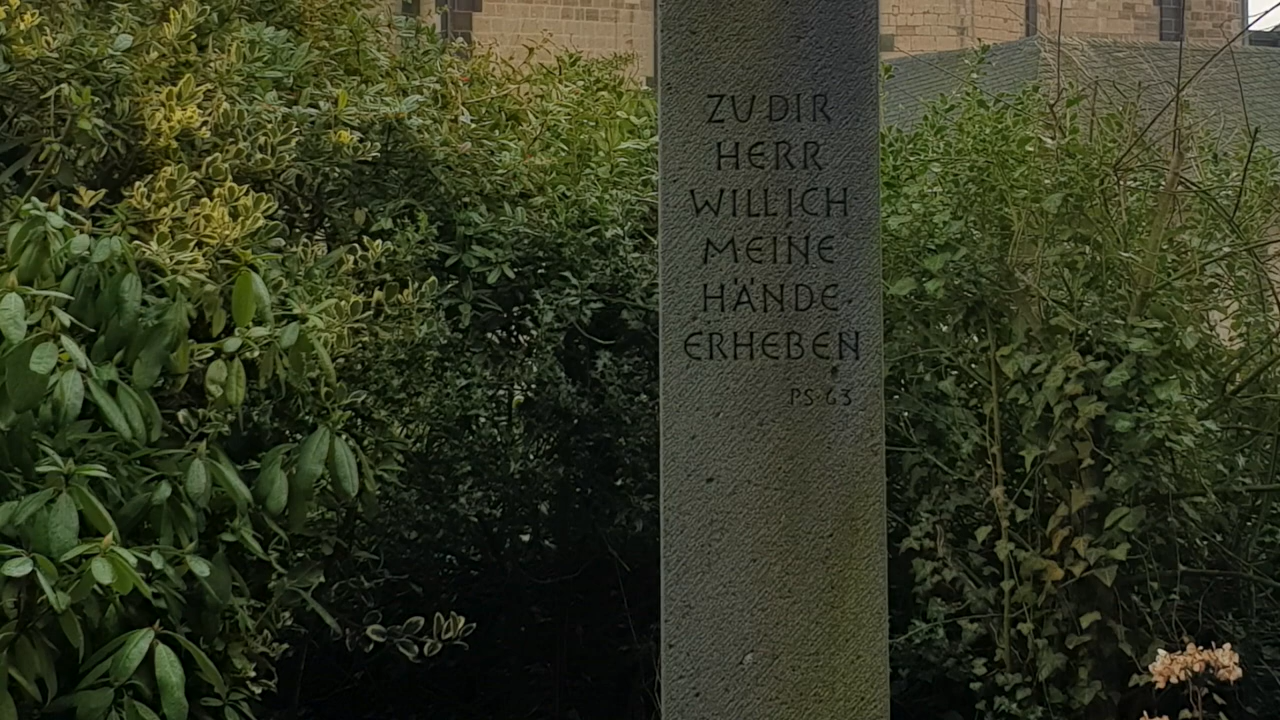 ZU DIR
HERR
WILL ICH
MEINE
HÄNDE
ERHEBEN
PS 63